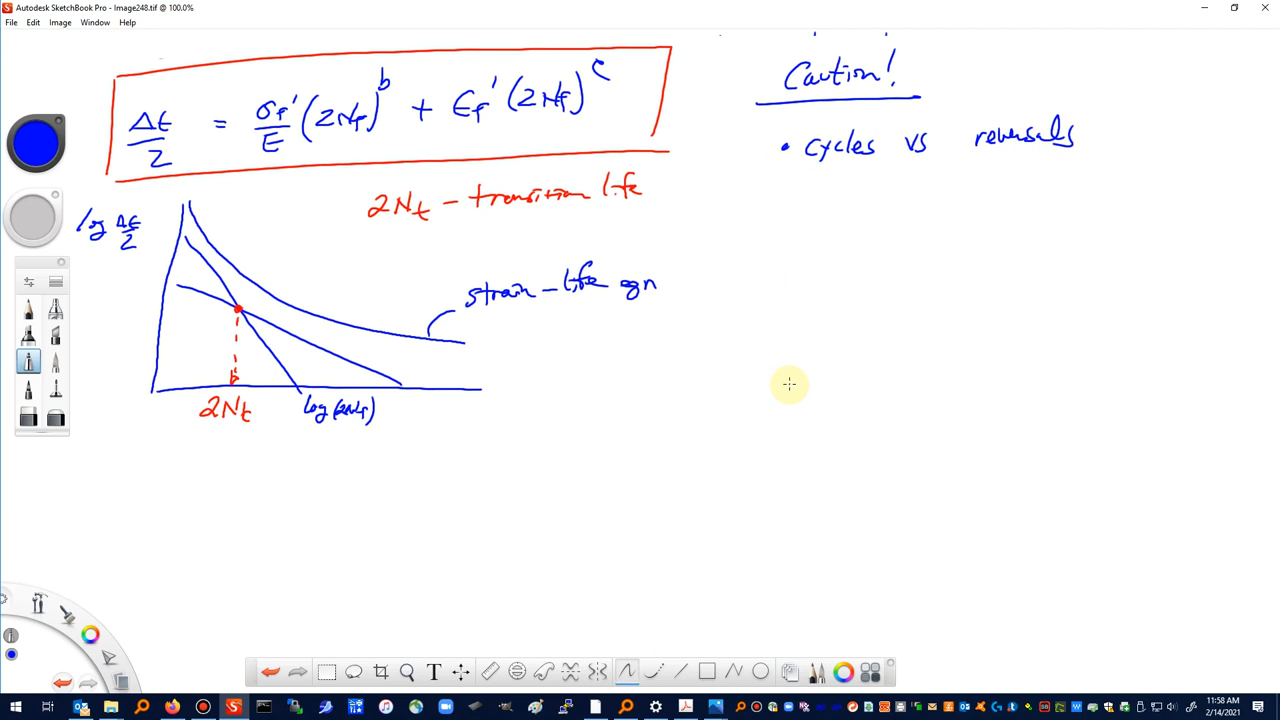 Autodesk SketchBook Pro - Image248.tif @ 100.0%
File Edit Image Window Help
Δε/2 = σf'/E (2Nf)^b + εf' (2Nf)^c
2Nt - transition life
log Δε/2
strain - life eqn
2Nt
log(2Nf)
Caution!
• cycles vs reversals
T
11:58 AM
2/14/2021